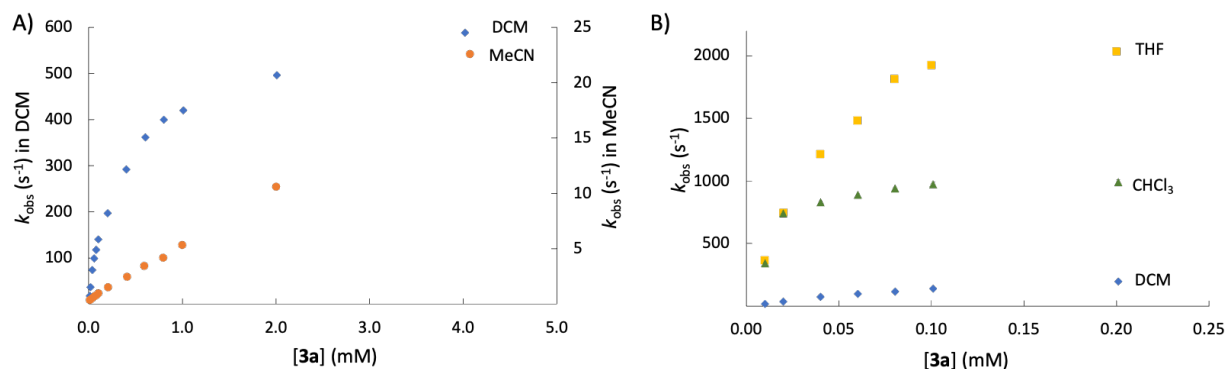 A)
DCM
MeCN
k_obs (s⁻¹) in DCM
600
500
400
300
200
100
0.0
1.0
2.0
3.0
4.0
5.0
[3a] (mM)
25
20
15
10
5
k_obs (s⁻¹) in MeCN
B)
k_obs (s⁻¹)
2000
1500
1000
500
0.00
0.05
0.10
0.15
0.20
0.25
[3a] (mM)
THF
CHCl₃
DCM